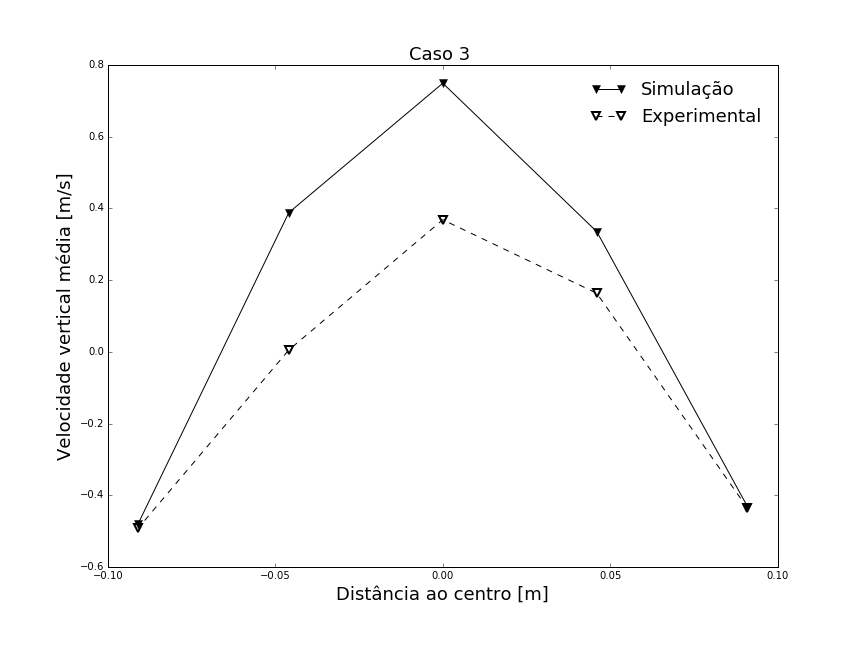 Caso 3
0.8
0.6
0.4
0.2
0.0
−0.2
−0.4
−0.6
−0.10
−0.05
0.00
0.05
0.10
Velocidade vertical média [m/s]
Distância ao centro [m]
Simulação
Experimental